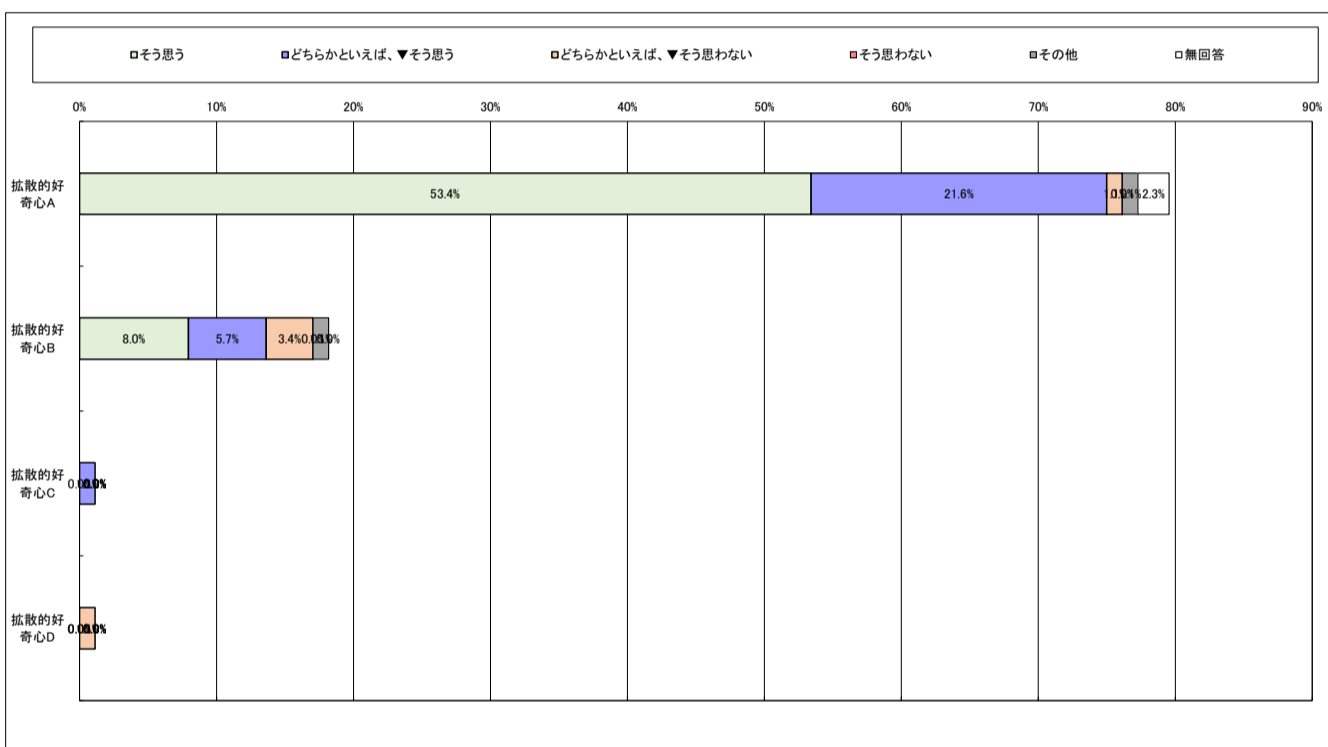 そう思う どちらかといえば、▼そう思う どちらかといえば、▼そう思わない そう思わない その他 無回答
0% 10% 20% 30% 40% 50% 60% 70% 80% 90%
拡散的好
奇心A
53.4% 21.6% 2.3%
拡散的好
奇心B
8.0% 5.7% 3.4%
拡散的好
奇心C
拡散的好
奇心D